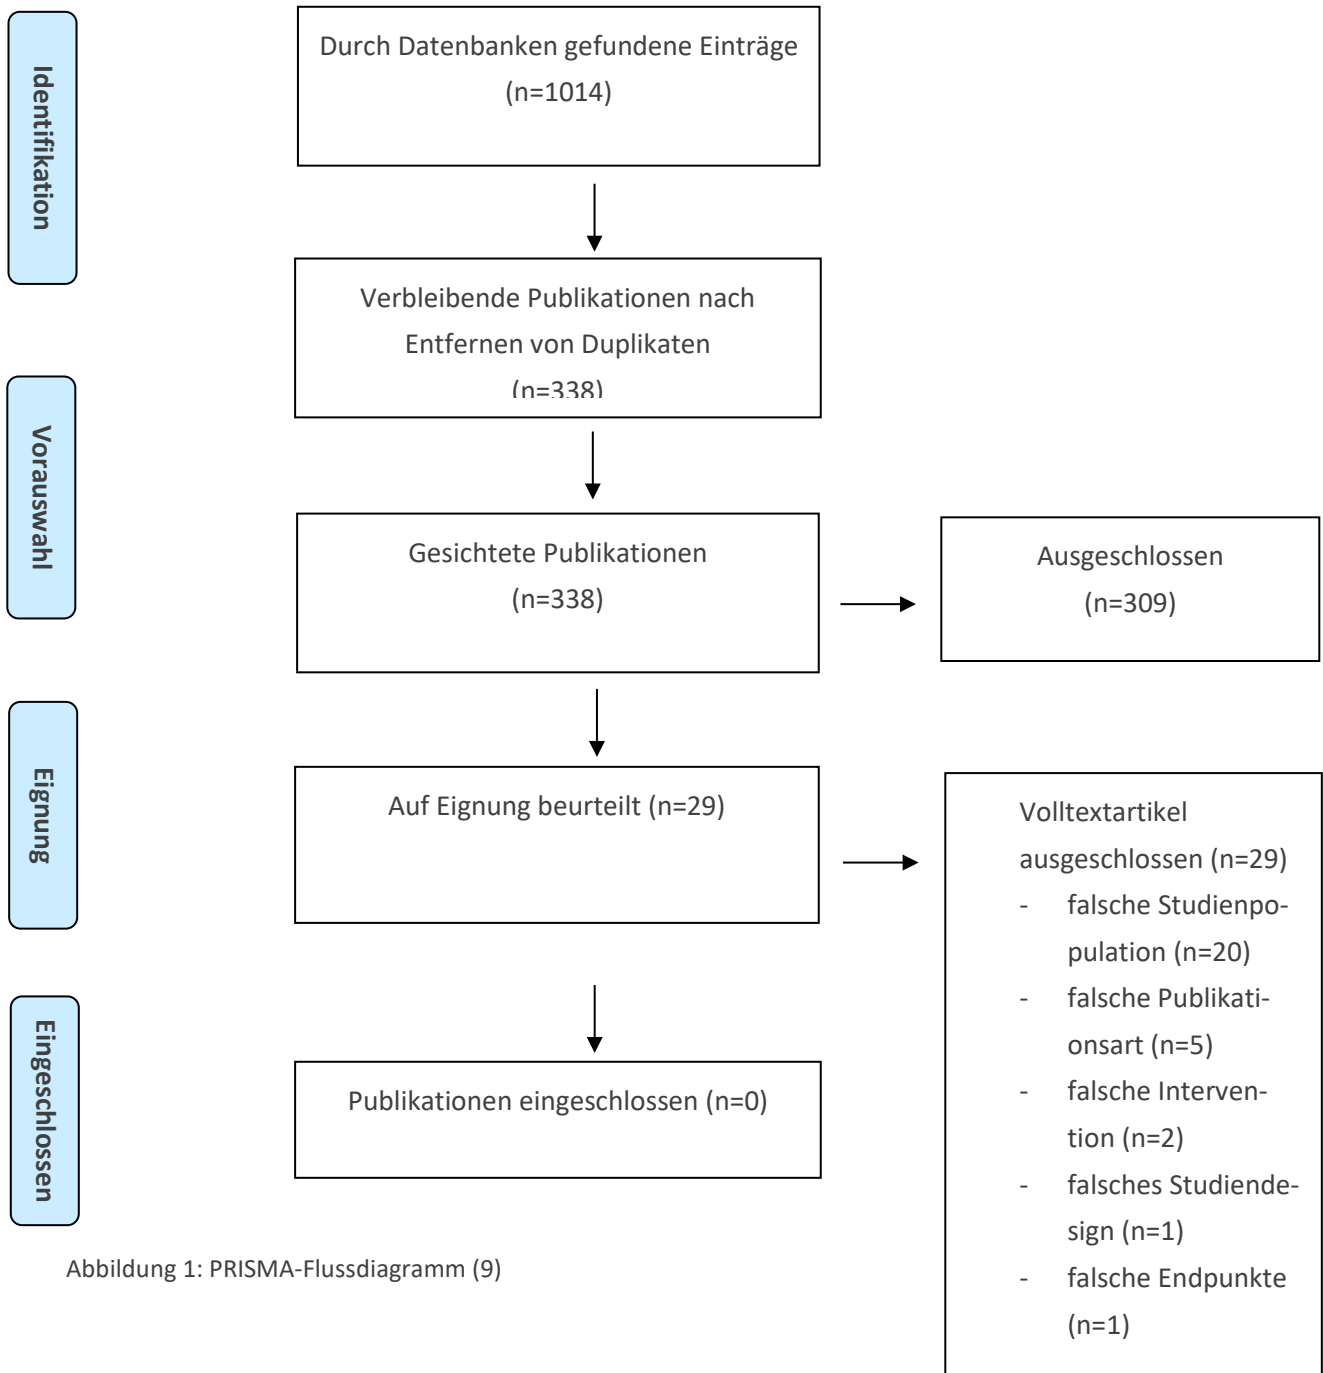 Identifikation
Durch Datenbanken gefundene Einträge
(n=1014)
Verbleibende Publikationen nach
Entfernen von Duplikaten
(n=338)
Vorauswahl
Gesichtete Publikationen
(n=338)
Ausgeschlossen
(n=309)
Eignung
Auf Eignung beurteilt (n=29)
Volltextartikel
ausgeschlossen (n=29)
- falsche Studienpo-
pulation (n=20)
- falsche Publikati-
onsart (n=5)
- falsche Interven-
tion (n=2)
- falsches Studiende-
sign (n=1)
- falsche Endpunkte
(n=1)
Eingeschlossen
Publikationen eingeschlossen (n=0)
Abbildung 1: PRISMA-Flussdiagramm (9)